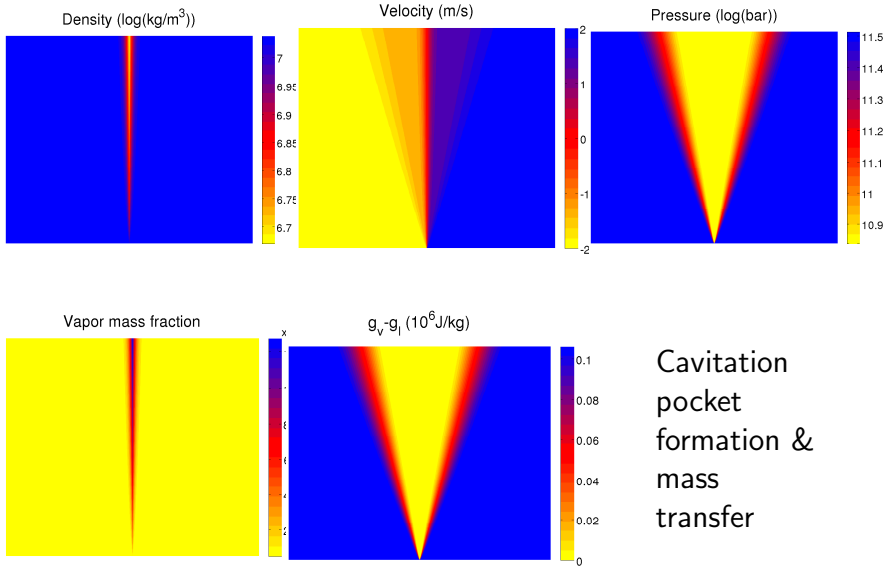 Density (log(kg/m³))
7
6.95
6.9
6.85
6.8
6.75
6.7
Velocity (m/s)
2
1
0
-1
-2
Pressure (log(bar))
11.5
11.4
11.3
11.2
11.1
11
10.9
Vapor mass fraction
x
g_v-g_l (10⁶J/kg)
0.1
0.08
0.06
0.04
0.02
0
Cavitation
pocket
formation &
mass
transfer